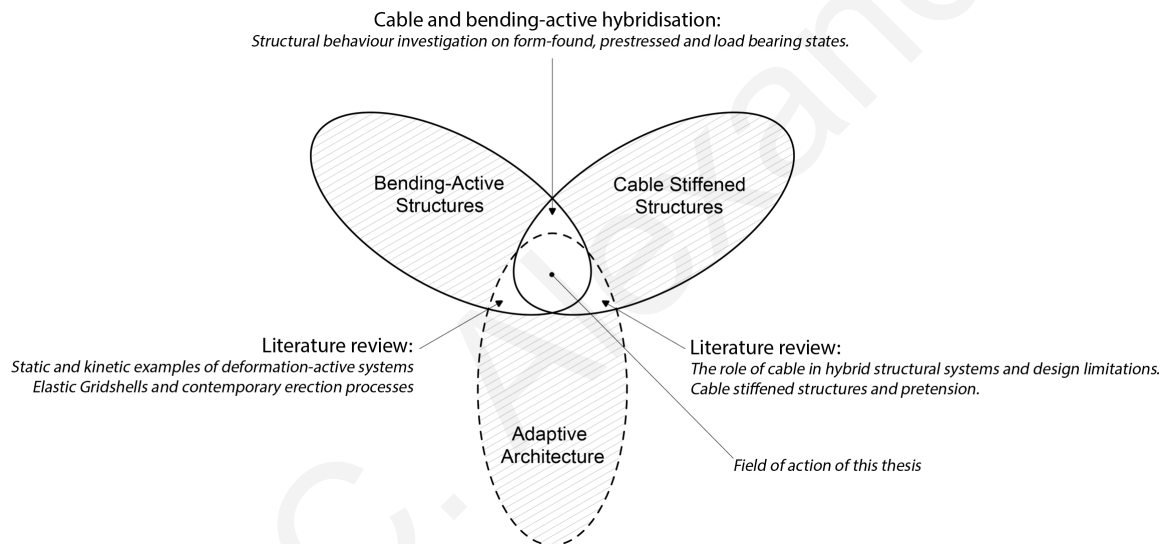 Cable and bending-active hybridisation:
Structural behaviour investigation on form-found, prestressed and load bearing states.
Bending-Active
Structures
Cable Stiffened
Structures
Literature review:
Static and kinetic examples of deformation-active systems
Elastic Gridshells and contemporary erection processes
Literature review:
The role of cable in hybrid structural systems and design limitations.
Cable stiffened structures and pretension.
Adaptive
Architecture
Field of action of this thesis
C. Alexand